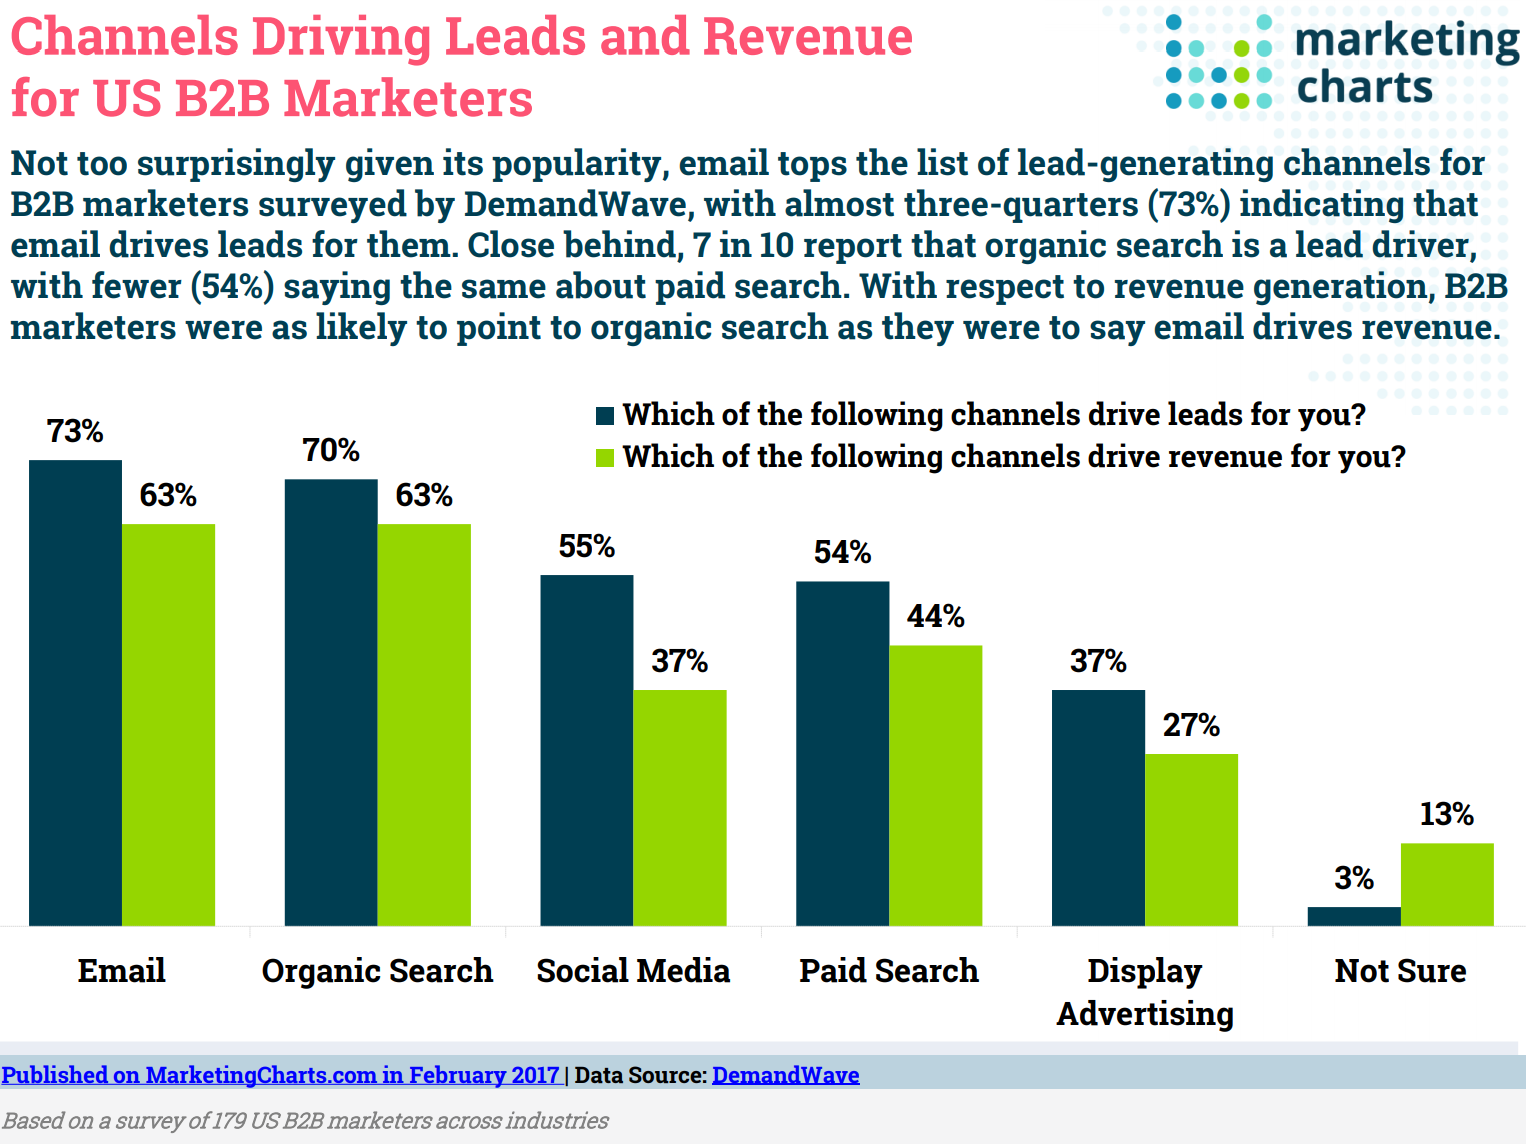 Channels Driving Leads and Revenue
for US B2B Marketers
marketing
charts
Not too surprisingly given its popularity, email tops the list of lead-generating channels for
B2B marketers surveyed by DemandWave, with almost three-quarters (73%) indicating that
email drives leads for them. Close behind, 7 in 10 report that organic search is a lead driver,
with fewer (54%) saying the same about paid search. With respect to revenue generation, B2B
marketers were as likely to point to organic search as they were to say email drives revenue.
Which of the following channels drive leads for you?
Which of the following channels drive revenue for you?
73%
63%
70%
63%
55%
37%
54%
44%
37%
27%
3%
13%
Email
Organic Search
Social Media
Paid Search
Display
Advertising
Not Sure
Published on MarketingCharts.com in February 2017 | Data Source: DemandWave
Based on a survey of 179 US B2B marketers across industries